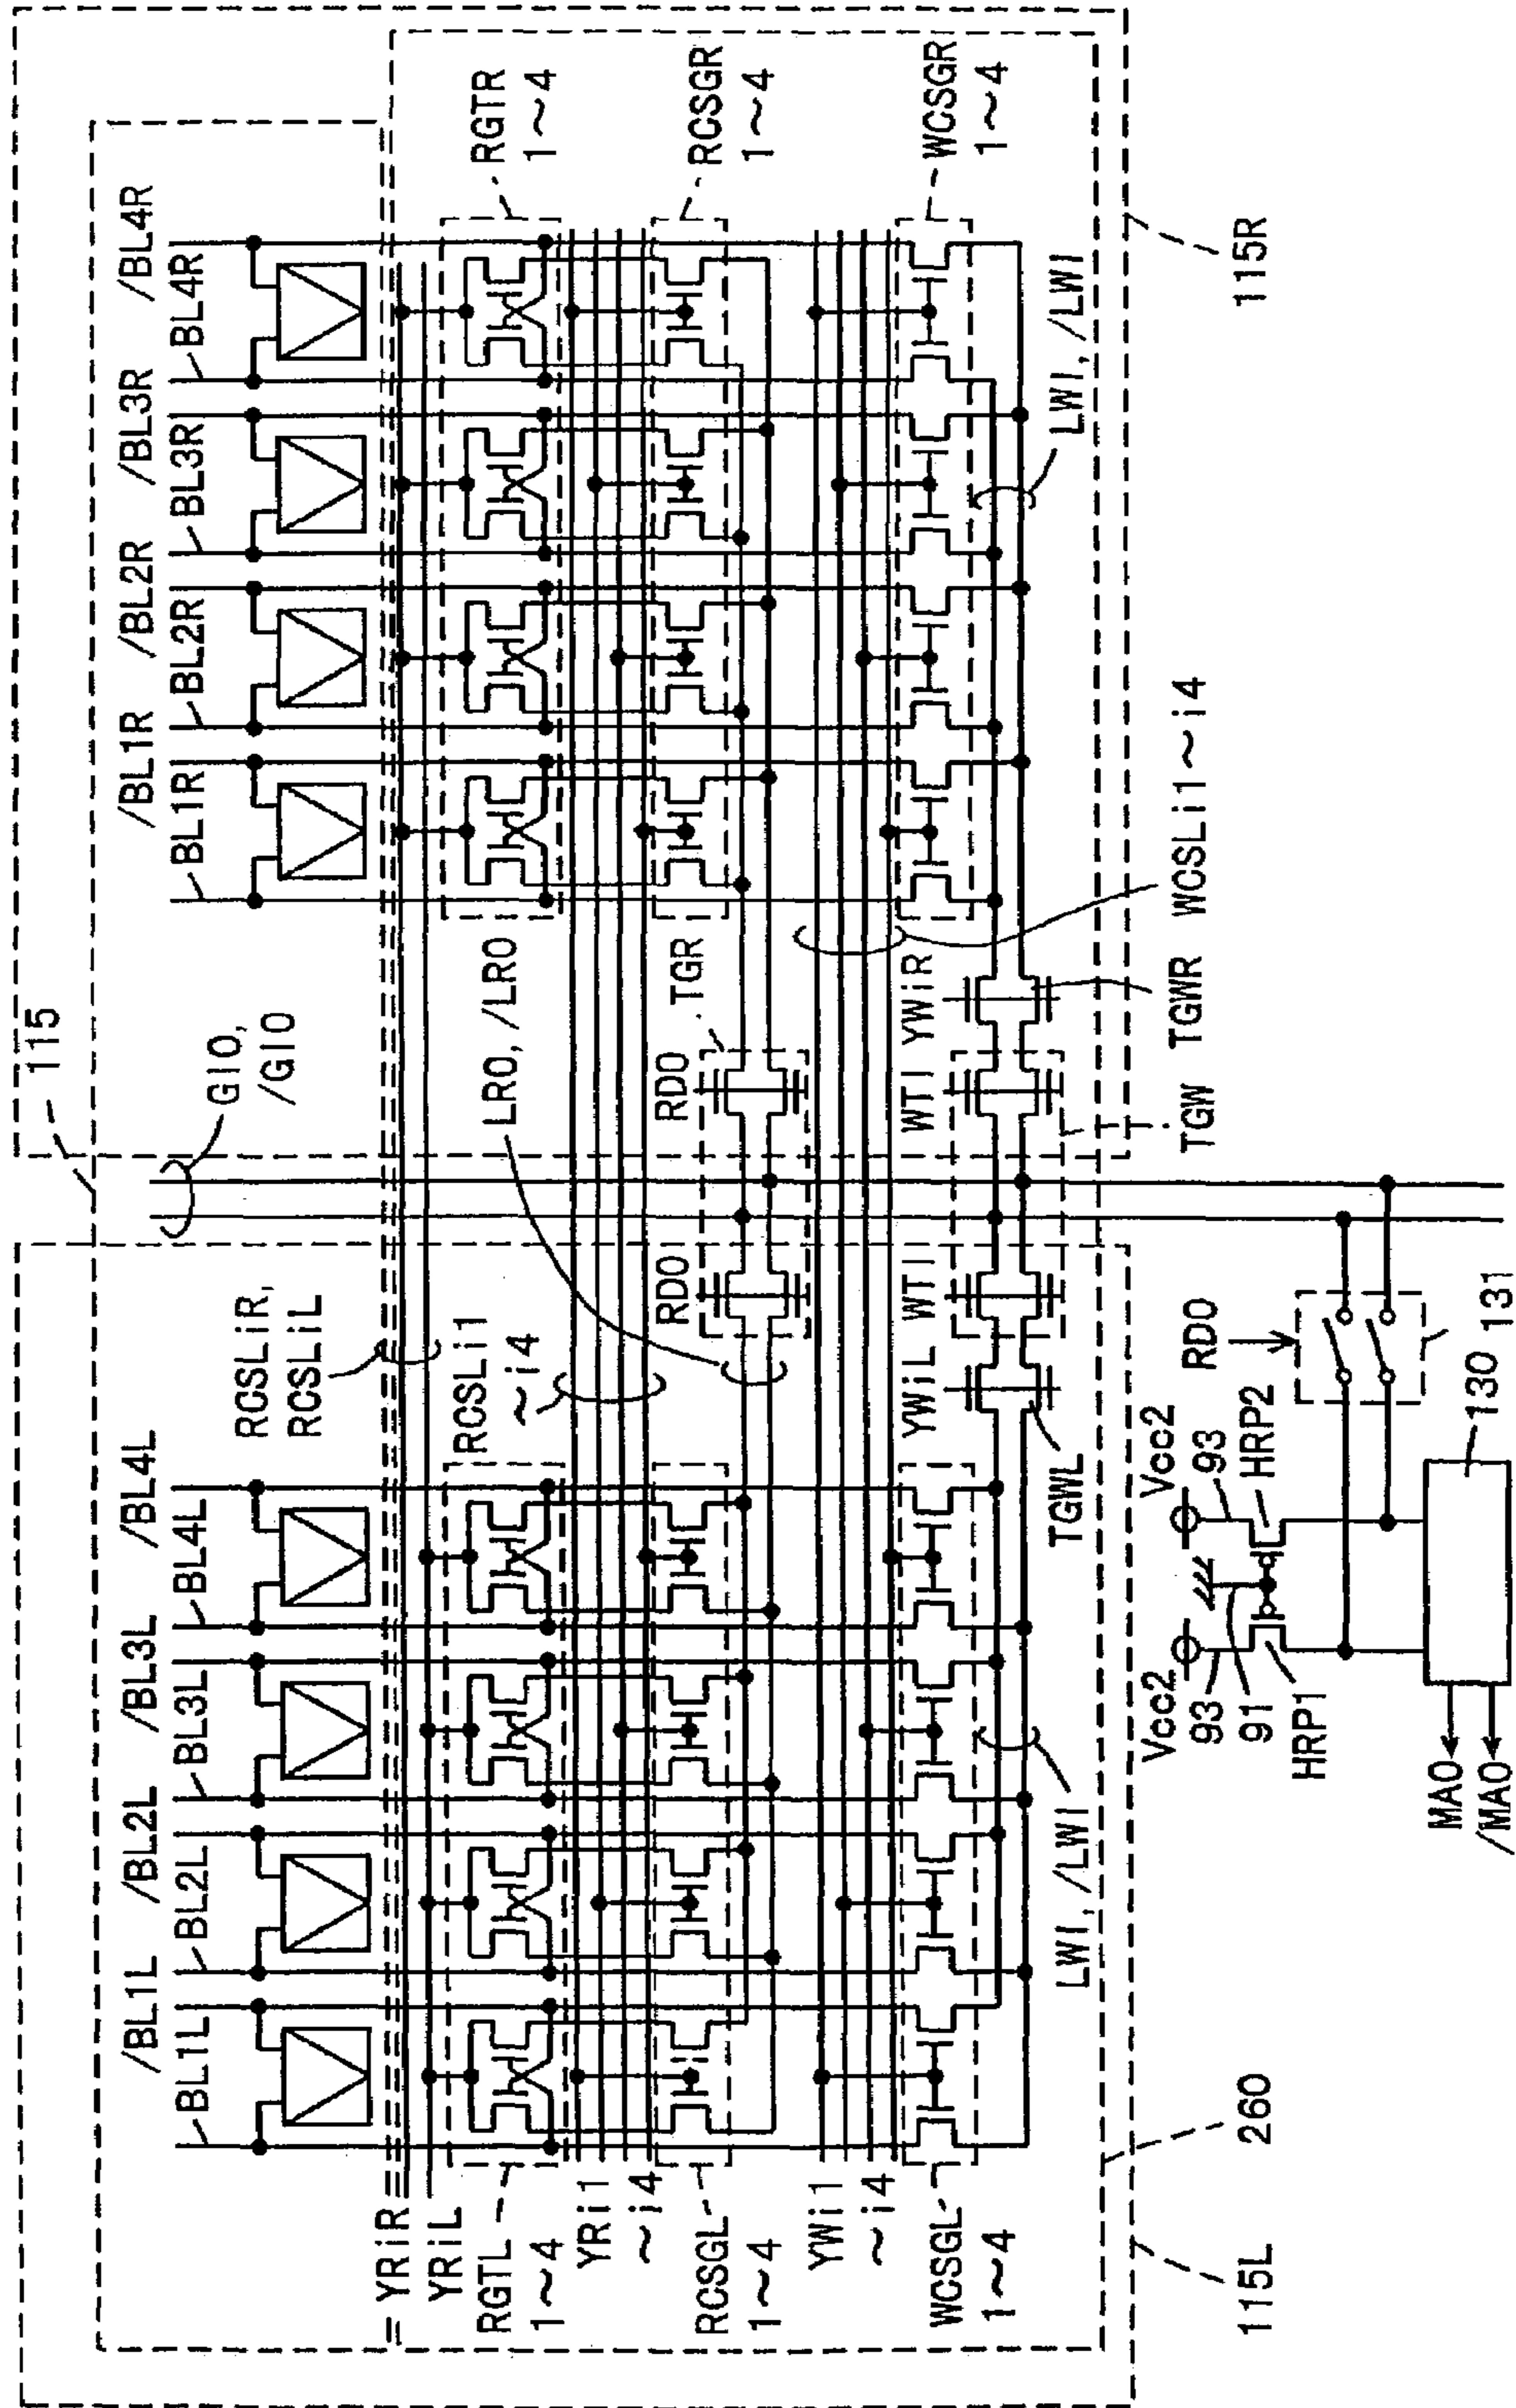 115
GIO,
/GIO
/BL1L
BL1L
/BL2L
BL2L
/BL3L
BL3L
/BL4L
BL4L
/BL1R
BL1R
/BL2R
BL2R
/BL3R
BL3R
/BL4R
BL4R
RCSLiR,
RCSLiL
YRiR
YRiL
RGTL
1~4
RGTR
1~4
RCSLi1
~i4
LRO, /LRO
YRi1
~i4
RCSGL
1~4
RCSGR
1~4
RDO
RDO
TGR
YWi1
~i4
WCSGL
1~4
WCSGR
1~4
YWiL
WTI
WTI
YWiR
LWI, /LWI
LWI, /LWI
TGWL
TGW
TGWR
WCSLi1~i4
115L
260
115R
Vcc2
Vcc2
93
91
93
HRP1
HRP2
RDO
MAO
/MAO
130
131